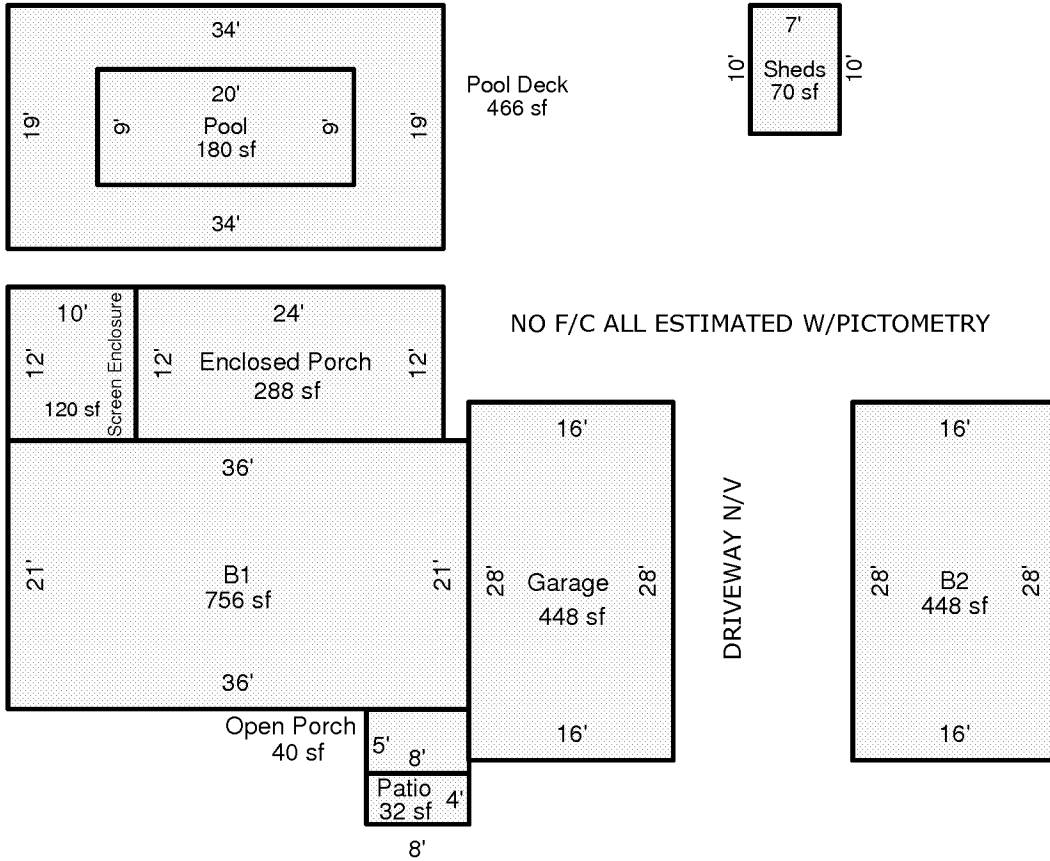 34'
20'
Pool
180 sf
9'
9'
19'
19'
34'
Pool Deck
466 sf
7'
Sheds
70 sf
10'
10'
10'
12'
120 sf
Screen Enclosure
24'
12'
Enclosed Porch
288 sf
12'
NO F/C ALL ESTIMATED W/PICTOMETRY
36'
21'
B1
756 sf
21'
36'
16'
28'
Garage
448 sf
28'
16'
DRIVEWAY N/V
16'
28'
B2
448 sf
28'
16'
Open Porch
40 sf
5'
8'
Patio
32 sf
4'
8'